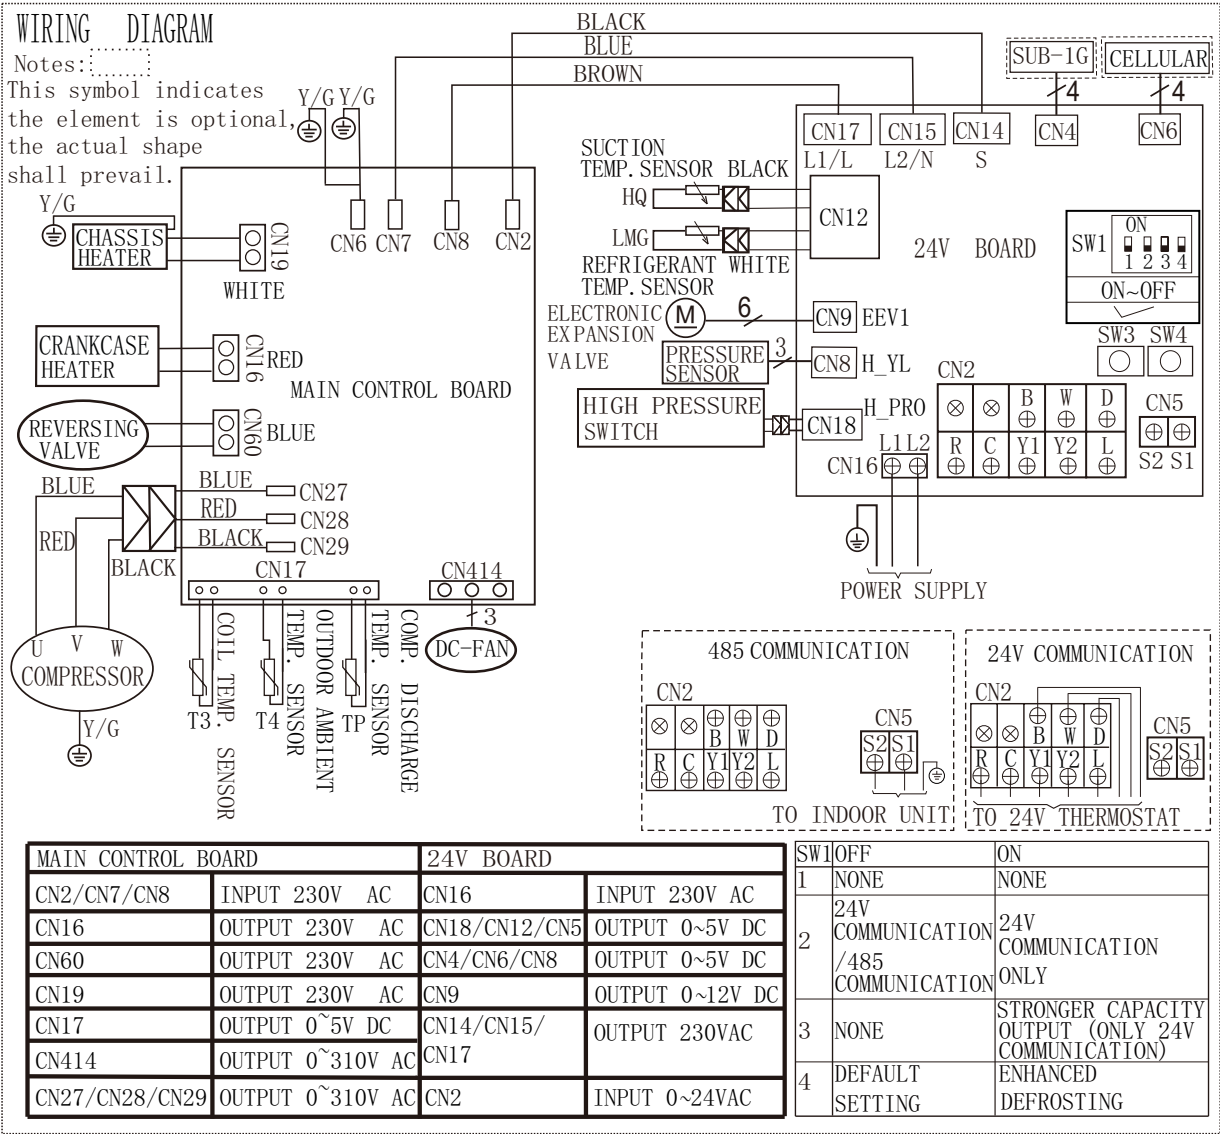 WIRING DIAGRAM
Notes:
This symbol indicates
the element is optional,
the actual shape
shall prevail.
BLACK
BLUE
BROWN
Y/G Y/G
Y/G
CHASSIS
HEATER
CN19
WHITE
CN6 CN7 CN8 CN2
CRANKCASE
HEATER
CN16
RED
MAIN CONTROL BOARD
REVERSING
VALVE
CN60
BLUE
BLUE
RED
BLACK
BLUE
RED
BLACK
CN27
CN28
CN29
CN17
CN414
3
DC-FAN
U V W
COMPRESSOR
Y/G
T3
COIL TEMP. SENSOR
T4
OUTDOOR AMBIENT
TEMP. SENSOR
TP
COMP. DISCHARGE
TEMP. SENSOR
SUB-1G
CELLULAR
4
4
CN17 CN15 CN14 CN4 CN6
L1/L L2/N S
SUCTION
TEMP. SENSOR BLACK
HQ
LMG
REFRIGERANT WHITE
TEMP. SENSOR
CN12
24V BOARD
SW1
ON
1 2 3 4
ON~OFF
SW3 SW4
ELECTRONIC
EXPANSION
VALVE
M
6
CN9 EEV1
PRESSURE
SENSOR
3
CN8 H_YL
HIGH PRESSURE
SWITCH
CN18
H_PRO
CN16
L1 L2
CN2
B W D
R C Y1 Y2 L
CN5
S2 S1
POWER SUPPLY
485 COMMUNICATION
CN2
B W D
R C Y1 Y2 L
CN5
S2 S1
TO INDOOR UNIT
24V COMMUNICATION
CN2
B W D
R C Y1 Y2 L
CN5
S2 S1
TO 24V THERMOSTAT
MAIN CONTROL BOARD 24V BOARD
CN2/CN7/CN8 INPUT 230V AC CN16 INPUT 230V AC
CN16 OUTPUT 230V AC CN18/CN12/CN5 OUTPUT 0~5V DC
CN60 OUTPUT 230V AC CN4/CN6/CN8 OUTPUT 0~5V DC
CN19 OUTPUT 230V AC CN9 OUTPUT 0~12V DC
CN17 OUTPUT 0~5V DC CN14/CN15/
CN17 OUTPUT 230VAC
CN414 OUTPUT 0~310V AC
CN27/CN28/CN29 OUTPUT 0~310V AC CN2 INPUT 0~24VAC
SW1 OFF ON
1 NONE NONE
2 24V
COMMUNICATION
/485
COMMUNICATION
24V
COMMUNICATION
ONLY
3 NONE STRONGER CAPACITY
OUTPUT (ONLY 24V
COMMUNICATION)
4 DEFAULT
SETTING
ENHANCED
DEFROSTING